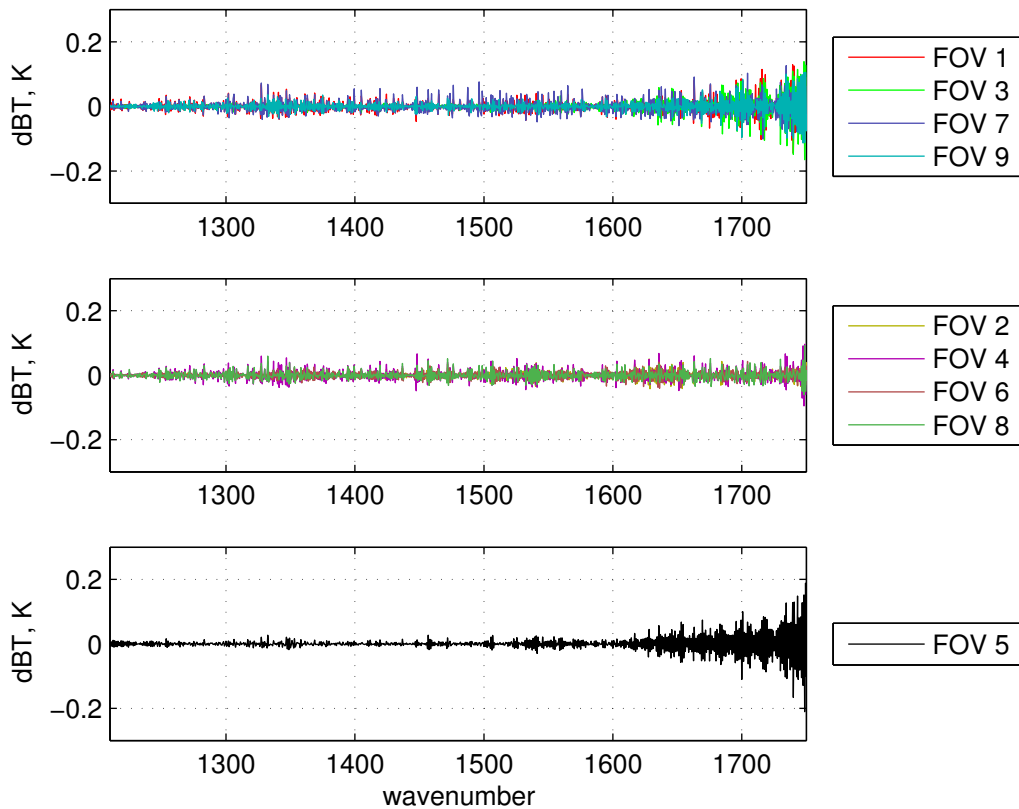 0.2
0
−0.2
dBT, K
1300 1400 1500 1600 1700
FOV 1
FOV 3
FOV 7
FOV 9
0.2
0
−0.2
dBT, K
1300 1400 1500 1600 1700
FOV 2
FOV 4
FOV 6
FOV 8
0.2
0
−0.2
dBT, K
1300 1400 1500 1600 1700
wavenumber
FOV 5